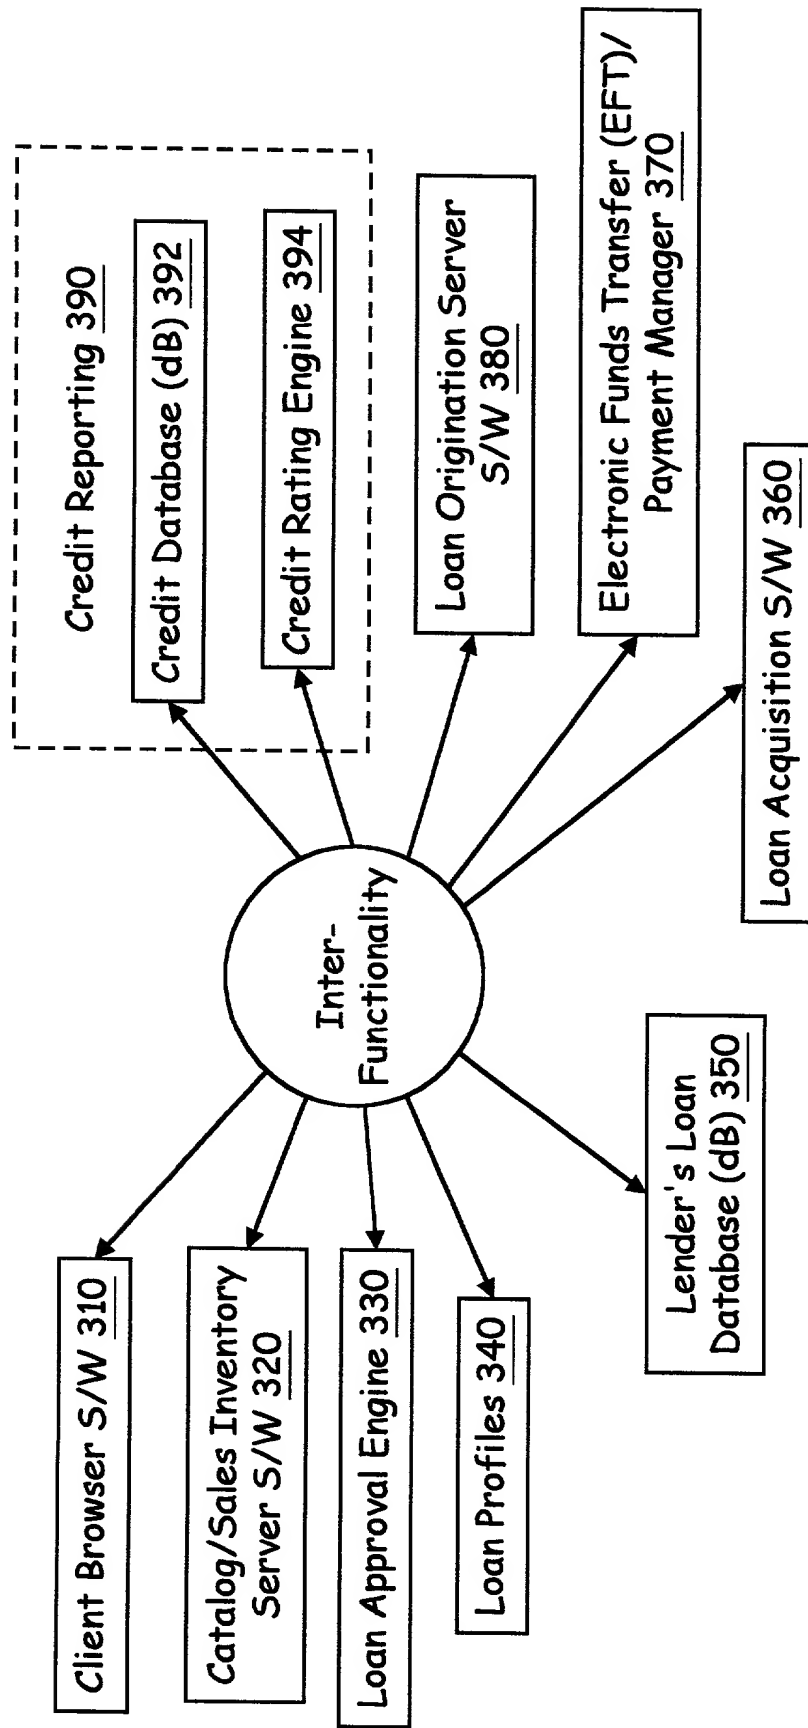 Client Browser S/W 310
Catalog/Sales Inventory
Server S/W 320
Loan Approval Engine 330
Loan Profiles 340
Lender's Loan
Database (dB) 350
Inter-
Functionality
Credit Reporting 390
Credit Database (dB) 392
Credit Rating Engine 394
Loan Origination Server
S/W 380
Electronic Funds Transfer (EFT)/
Payment Manager 370
Loan Acquisition S/W 360